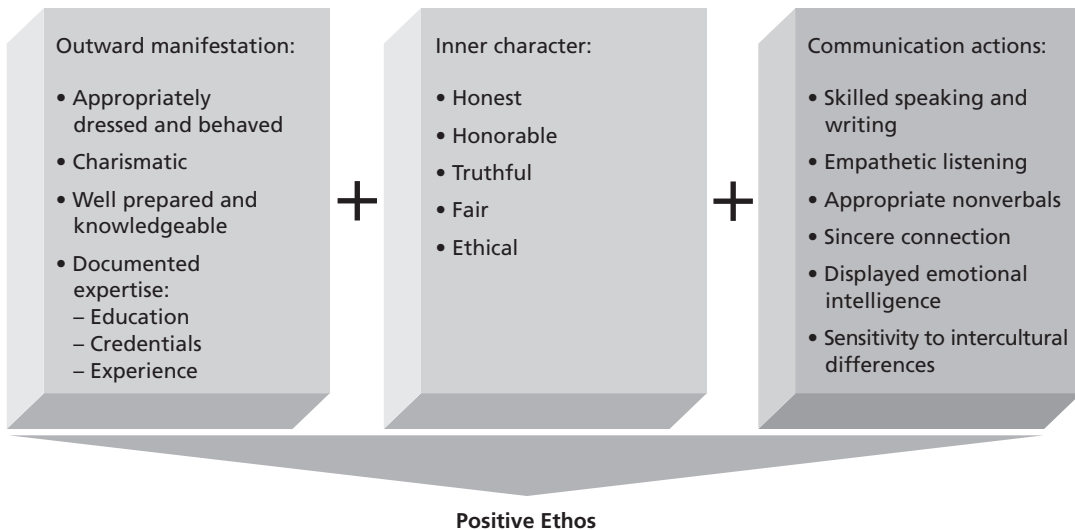 Outward manifestation:
• Appropriately
dressed and behaved
• Charismatic
• Well prepared and
knowledgeable
• Documented
expertise:
– Education
– Credentials
– Experience
+
Inner character:
• Honest
• Honorable
• Truthful
• Fair
• Ethical
+
Communication actions:
• Skilled speaking and
writing
• Empathetic listening
• Appropriate nonverbals
• Sincere connection
• Displayed emotional
intelligence
• Sensitivity to intercultural
differences
Positive Ethos